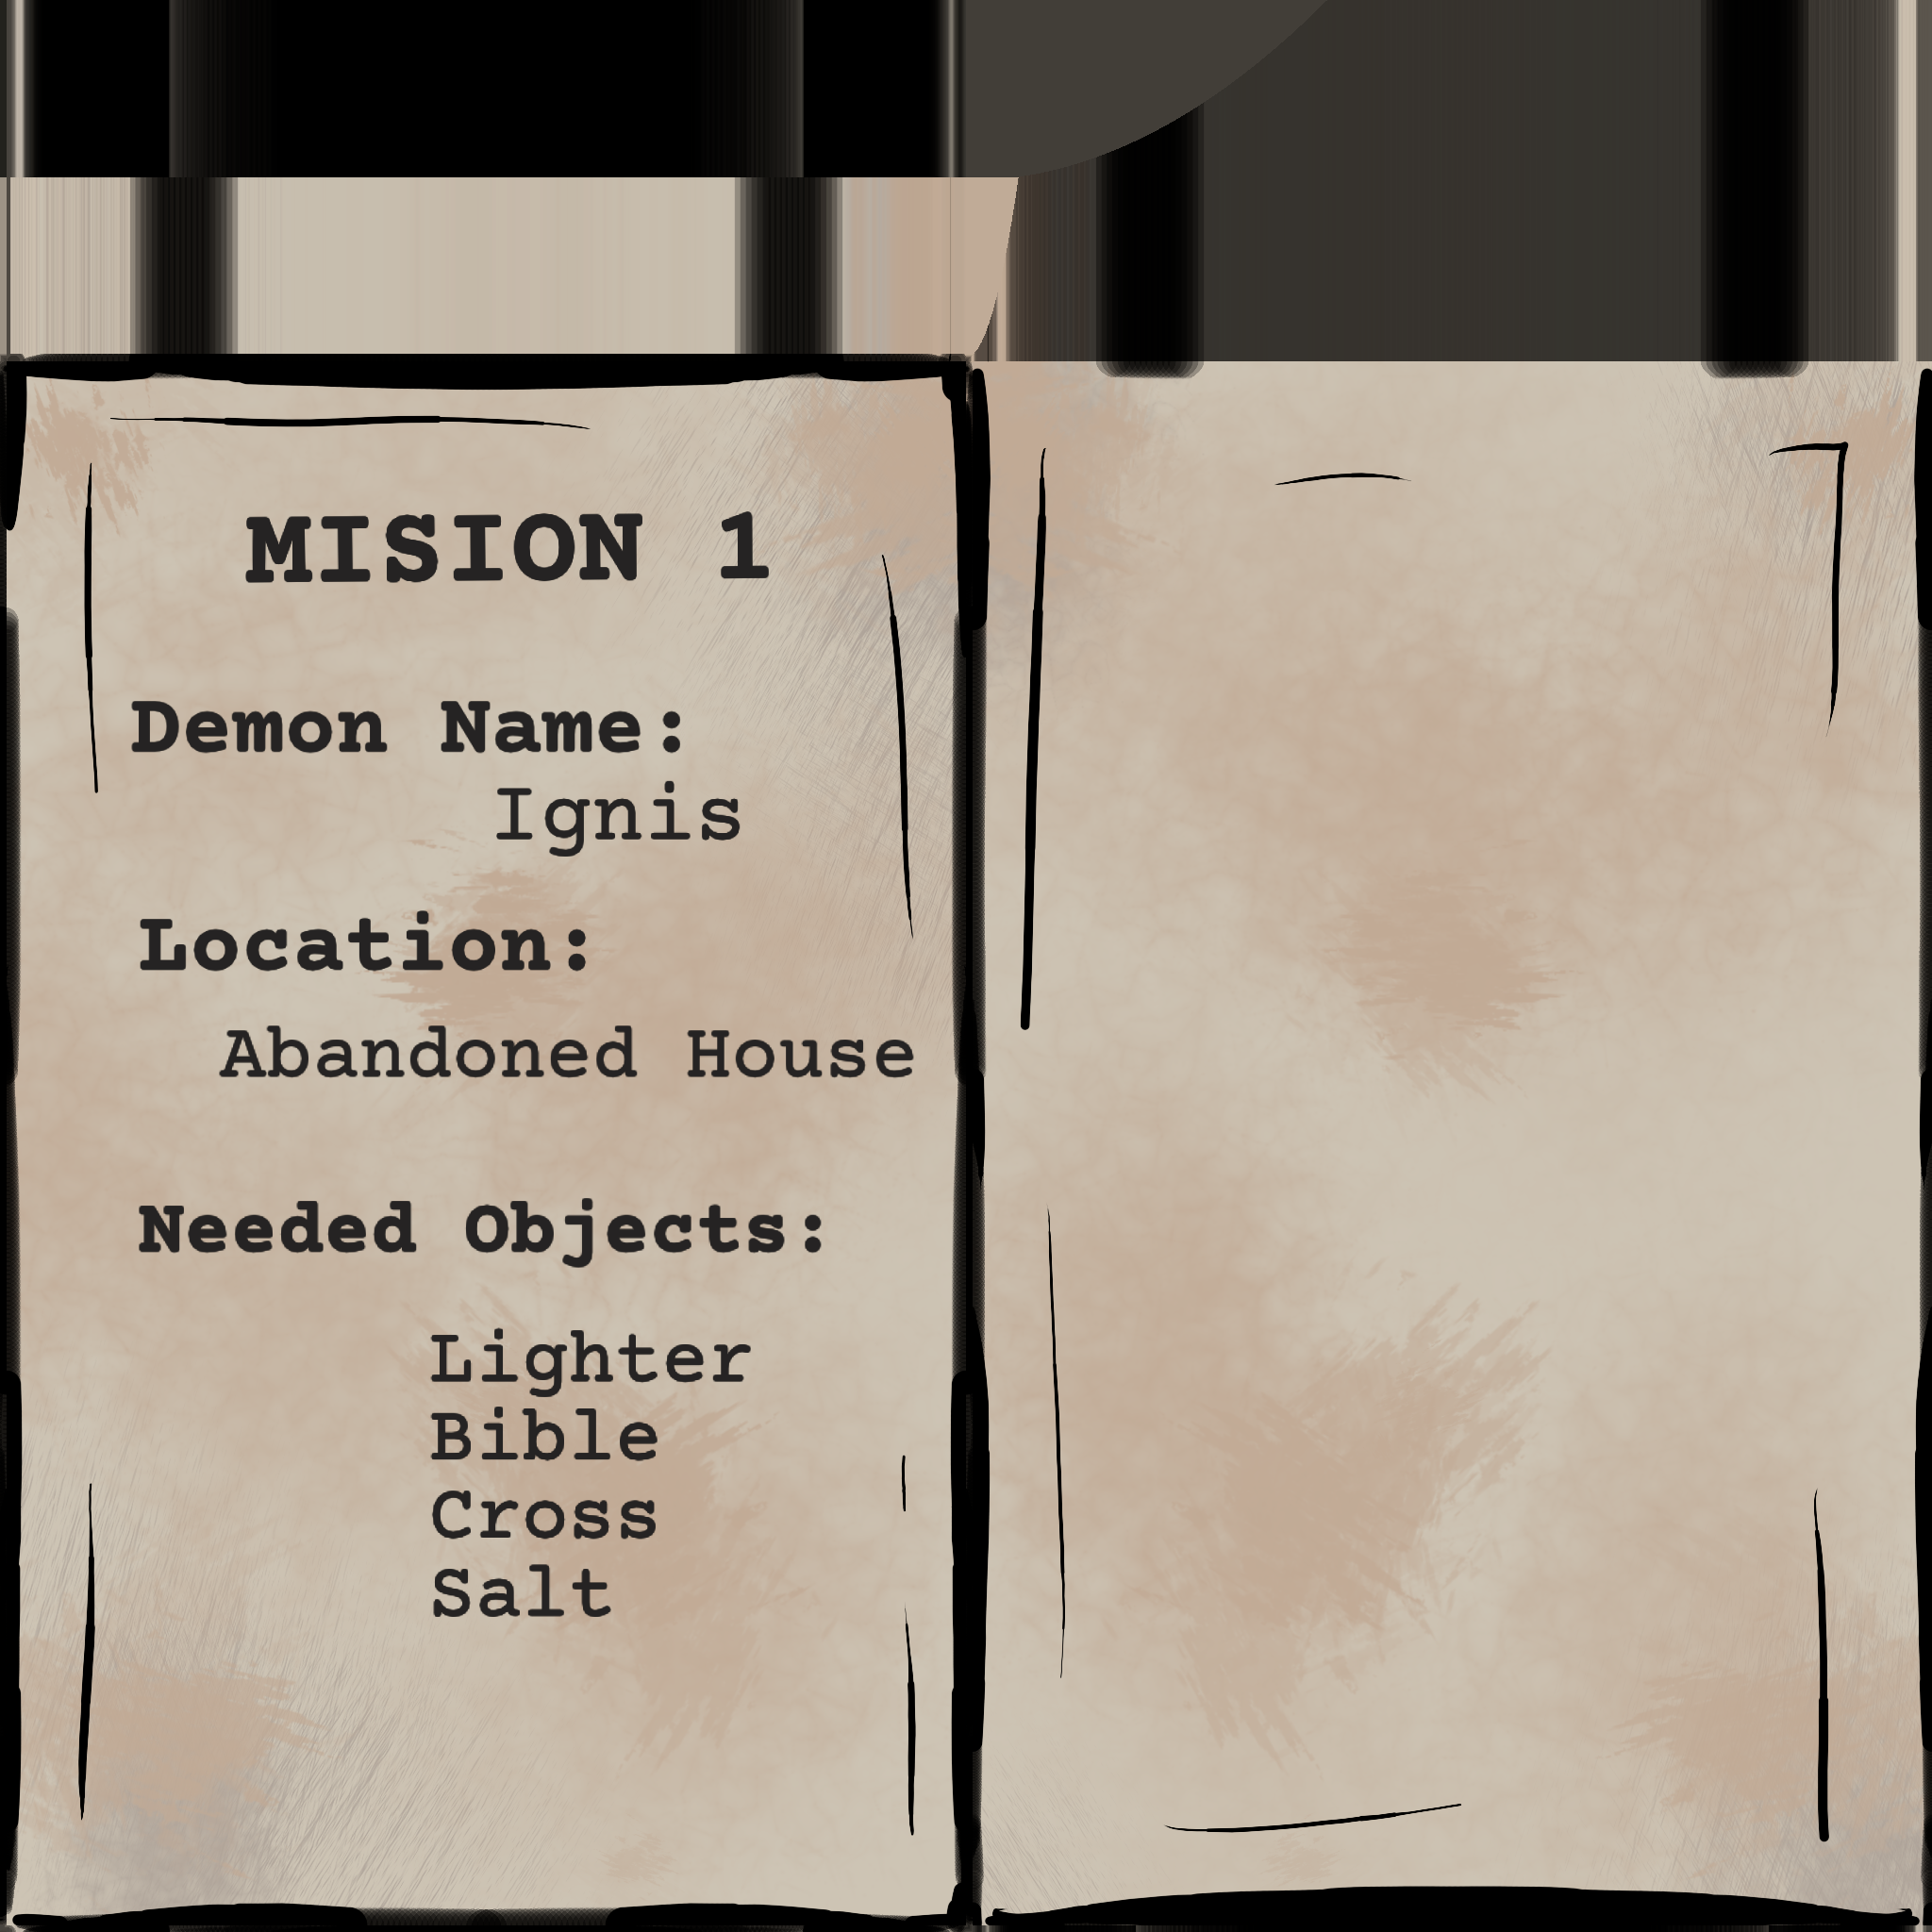 MISION 1
Demon Name:
Ignis
Location:
Abandoned House
Needed Objects:
Lighter
Bible
Cross
Salt